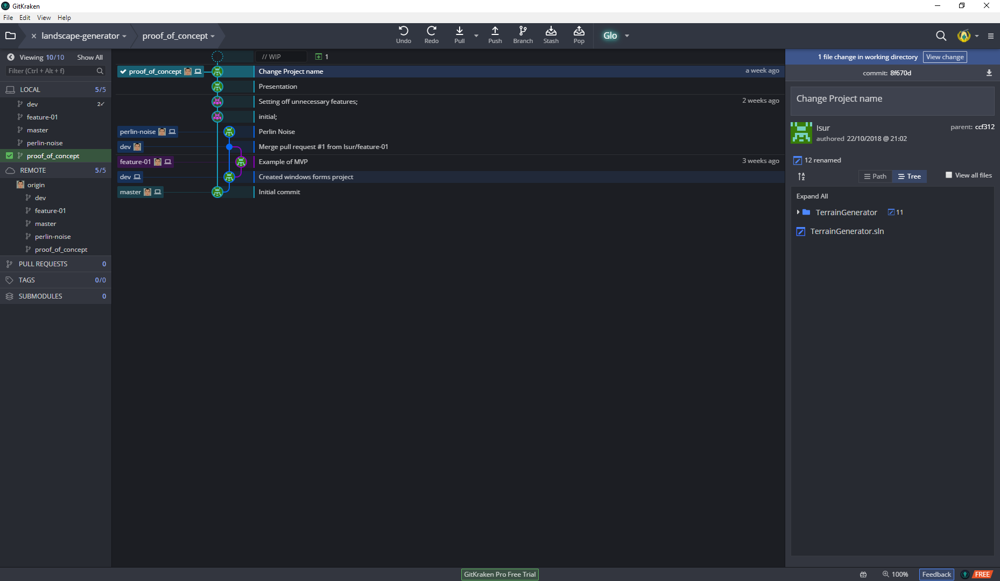 GitKraken
File Edit View Help
landscape-generator
proof_of_concept
Undo Redo Pull Push Branch Stash Pop
Glo
Viewing 10/10 Show All
Filter (Ctrl + Alt + f)
LOCAL 5/5
dev 2
feature-01
master
perlin-noise
proof_of_concept
REMOTE 5/5
origin
dev
feature-01
master
perlin-noise
proof_of_concept
PULL REQUESTS 0
TAGS 0/0
SUBMODULES 0
// WIP 1
proof_of_concept Change Project name a week ago
Presentation
Setting off unnecessary features; 2 weeks ago
initial;
perlin-noise Perlin Noise
dev Merge pull request #1 from lsur/feature-01
feature-01 Example of MVP 3 weeks ago
dev Created windows forms project
master Initial commit
1 file change in working directory View change
commit: 8f670d
Change Project name
lsur parent: ccf312
authored 22/10/2018 @ 21:02
12 renamed
Path Tree View all files
Expand All
TerrainGenerator 11
TerrainGenerator.sln
GitKraken Pro Free Trial
100% Feedback FREE